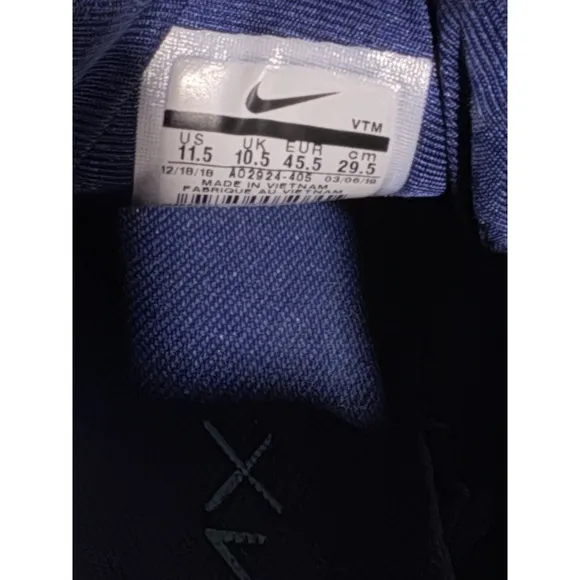 VTM
US UK EUR cm
11.5 10.5 45.5 29.5
12/18/18 AO2924-405 03/06/19
MADE IN VIETNAM
FABRIQUE AU VIETNAM
X